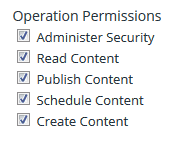 Operation Permissions
Administer Security
Read Content
Publish Content
Schedule Content
Create Content